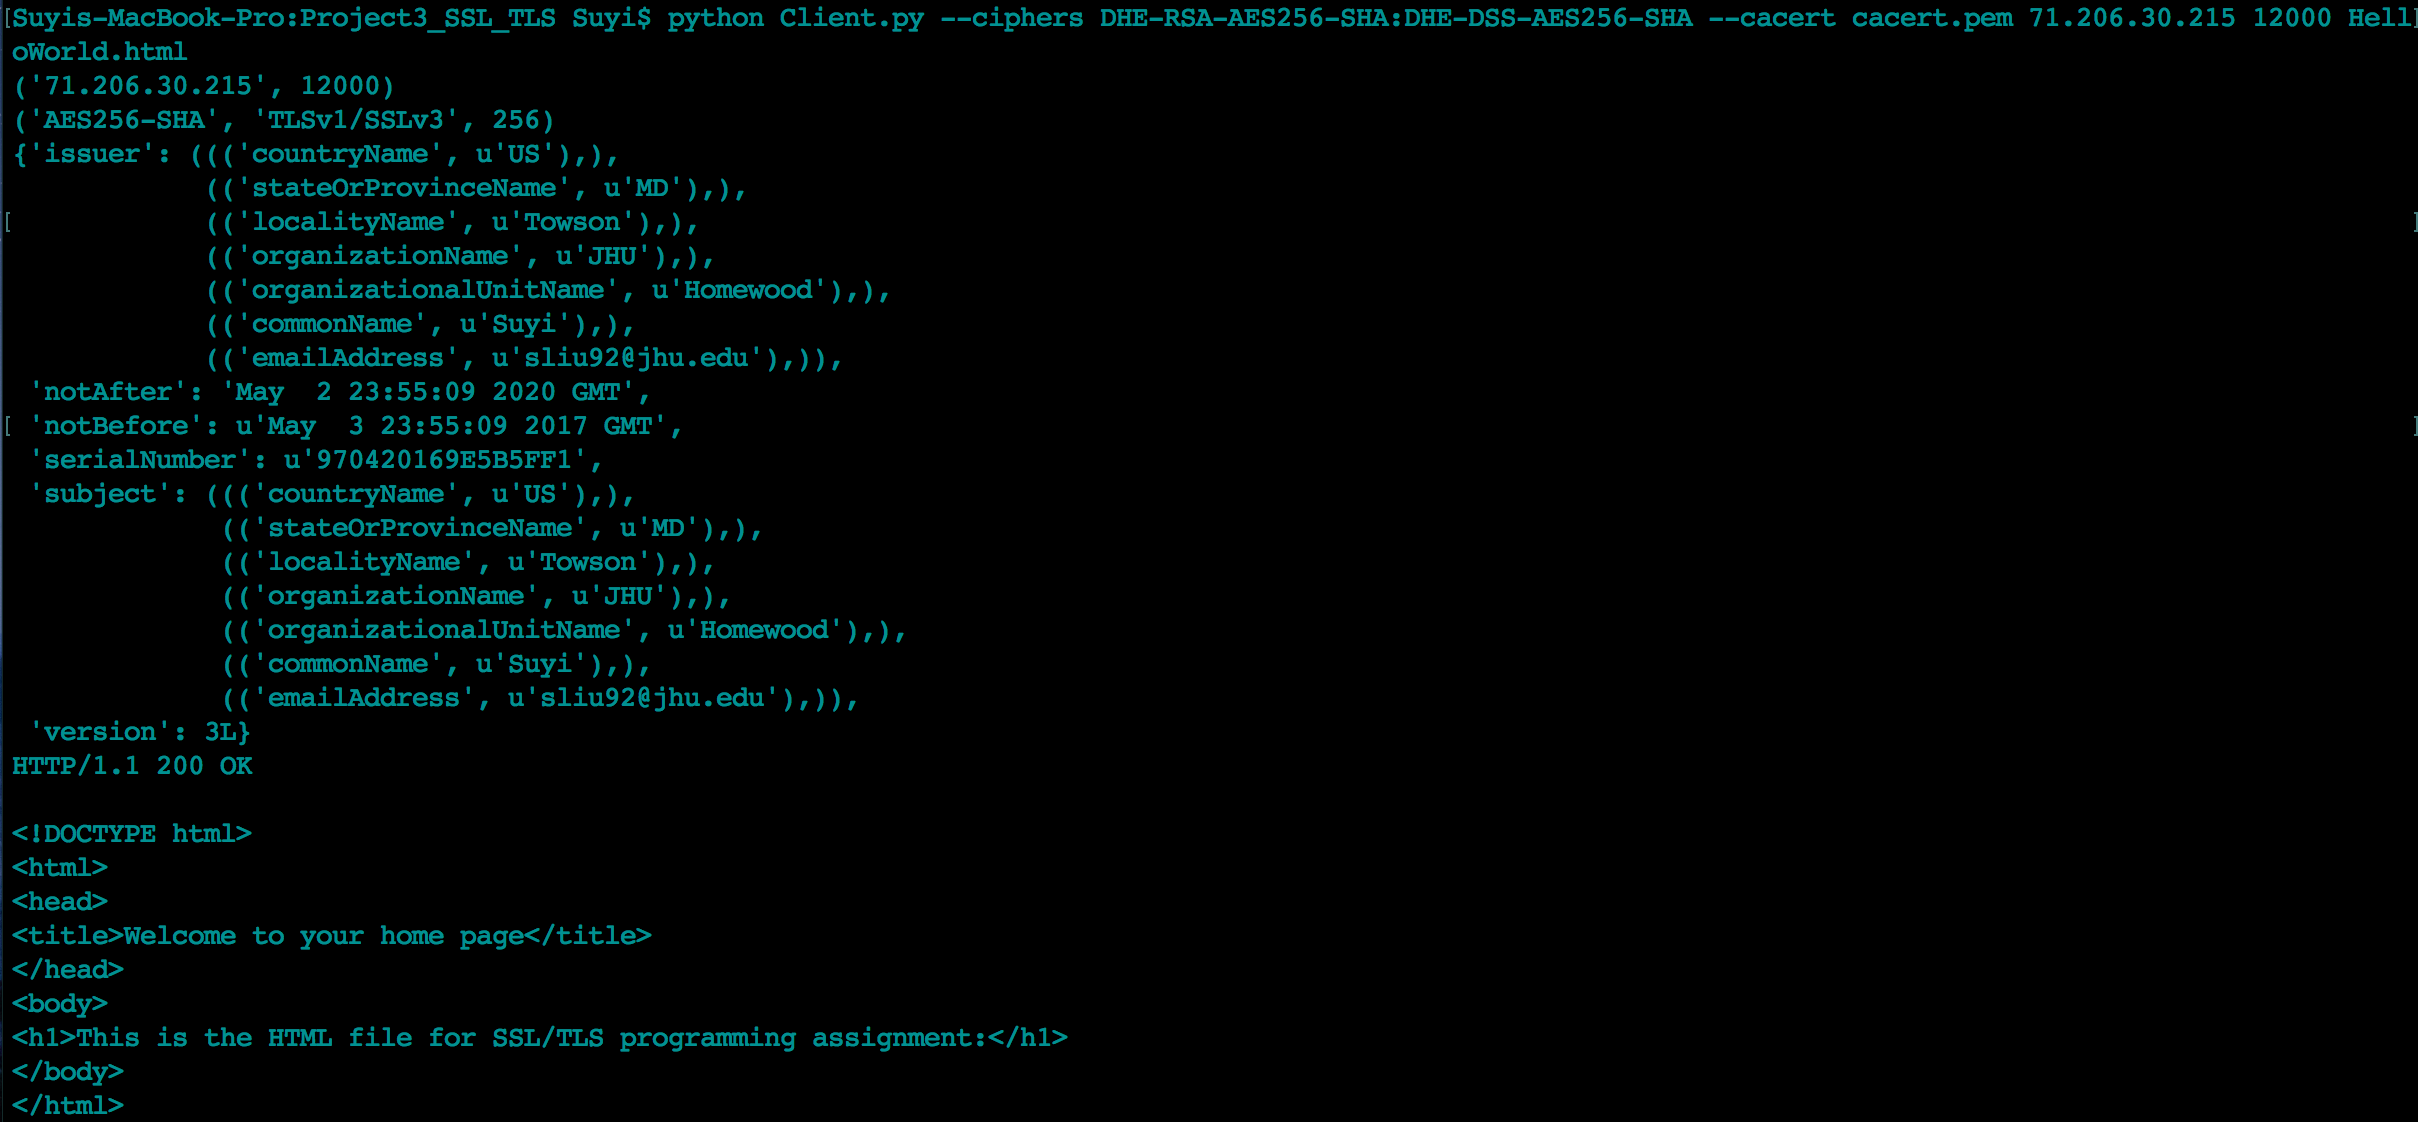 [Suyis-MacBook-Pro:Project3_SSL_TLS Suyi$ python Client.py --ciphers DHE-RSA-AES256-SHA:DHE-DSS-AES256-SHA --cacert cacert.pem 71.206.30.215 12000 Hell]
oWorld.html
('71.206.30.215', 12000)
('AES256-SHA', 'TLSv1/SSLv3', 256)
{'issuer': ((('countryName', u'US'),),
            (('stateOrProvinceName', u'MD'),),
[            (('localityName', u'Towson'),), ]
            (('organizationName', u'JHU'),),
            (('organizationalUnitName', u'Homewood'),),
            (('commonName', u'Suyi'),),
            (('emailAddress', u'sliu92@jhu.edu'),)),
 'notAfter': 'May  2 23:55:09 2020 GMT',
[ 'notBefore': u'May  3 23:55:09 2017 GMT', ]
 'serialNumber': u'970420169E5B5FF1',
 'subject': ((('countryName', u'US'),),
             (('stateOrProvinceName', u'MD'),),
             (('localityName', u'Towson'),),
             (('organizationName', u'JHU'),),
             (('organizationalUnitName', u'Homewood'),),
             (('commonName', u'Suyi'),),
             (('emailAddress', u'sliu92@jhu.edu'),)),
 'version': 3L}
HTTP/1.1 200 OK

<!DOCTYPE html>
<html>
<head>
<title>Welcome to your home page</title>
</head>
<body>
<h1>This is the HTML file for SSL/TLS programming assignment:</h1>
</body>
</html>